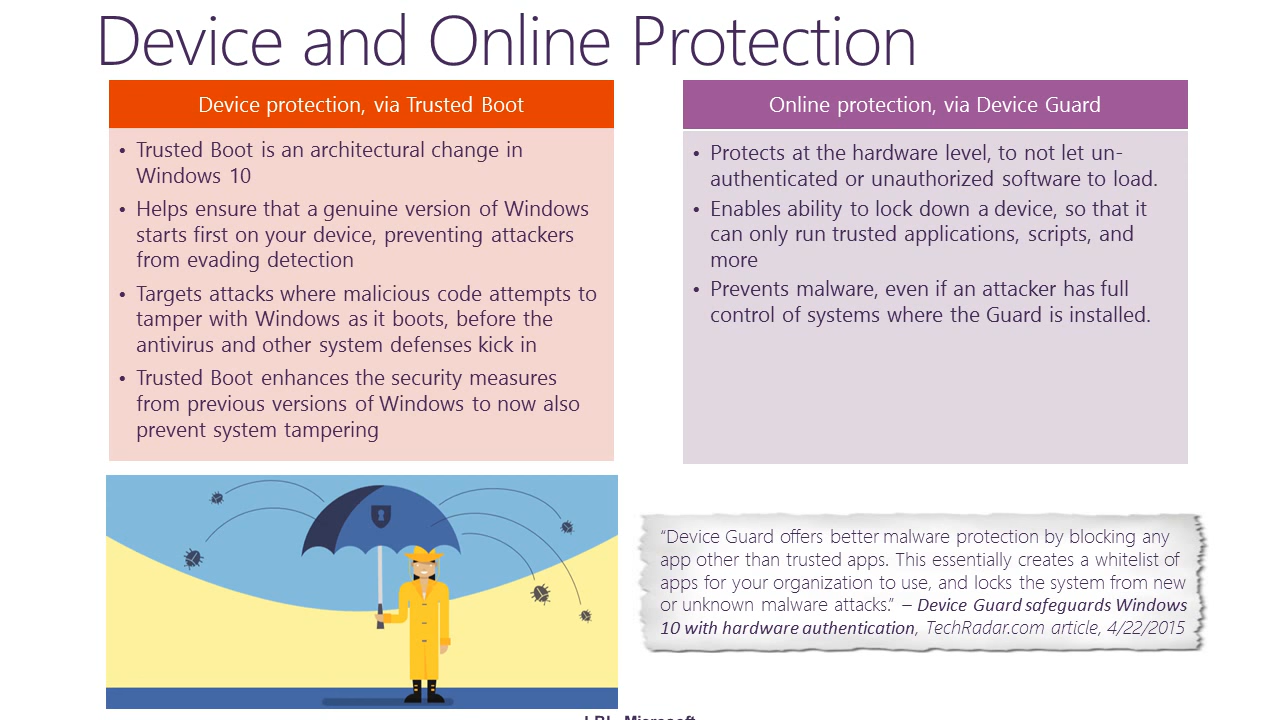 Device and Online Protection
Device protection, via Trusted Boot
• Trusted Boot is an architectural change in
Windows 10
• Helps ensure that a genuine version of Windows
starts first on your device, preventing attackers
from evading detection
• Targets attacks where malicious code attempts to
tamper with Windows as it boots, before the
antivirus and other system defenses kick in
• Trusted Boot enhances the security measures
from previous versions of Windows to now also
prevent system tampering
Online protection, via Device Guard
• Protects at the hardware level, to not let un-
authenticated or unauthorized software to load.
• Enables ability to lock down a device, so that it
can only run trusted applications, scripts, and
more
• Prevents malware, even if an attacker has full
control of systems where the Guard is installed.
“Device Guard offers better malware protection by blocking any
app other than trusted apps. This essentially creates a whitelist of
apps for your organization to use, and locks the system from new
or unknown malware attacks.” – Device Guard safeguards Windows
10 with hardware authentication, TechRadar.com article, 4/22/2015
Microsoft